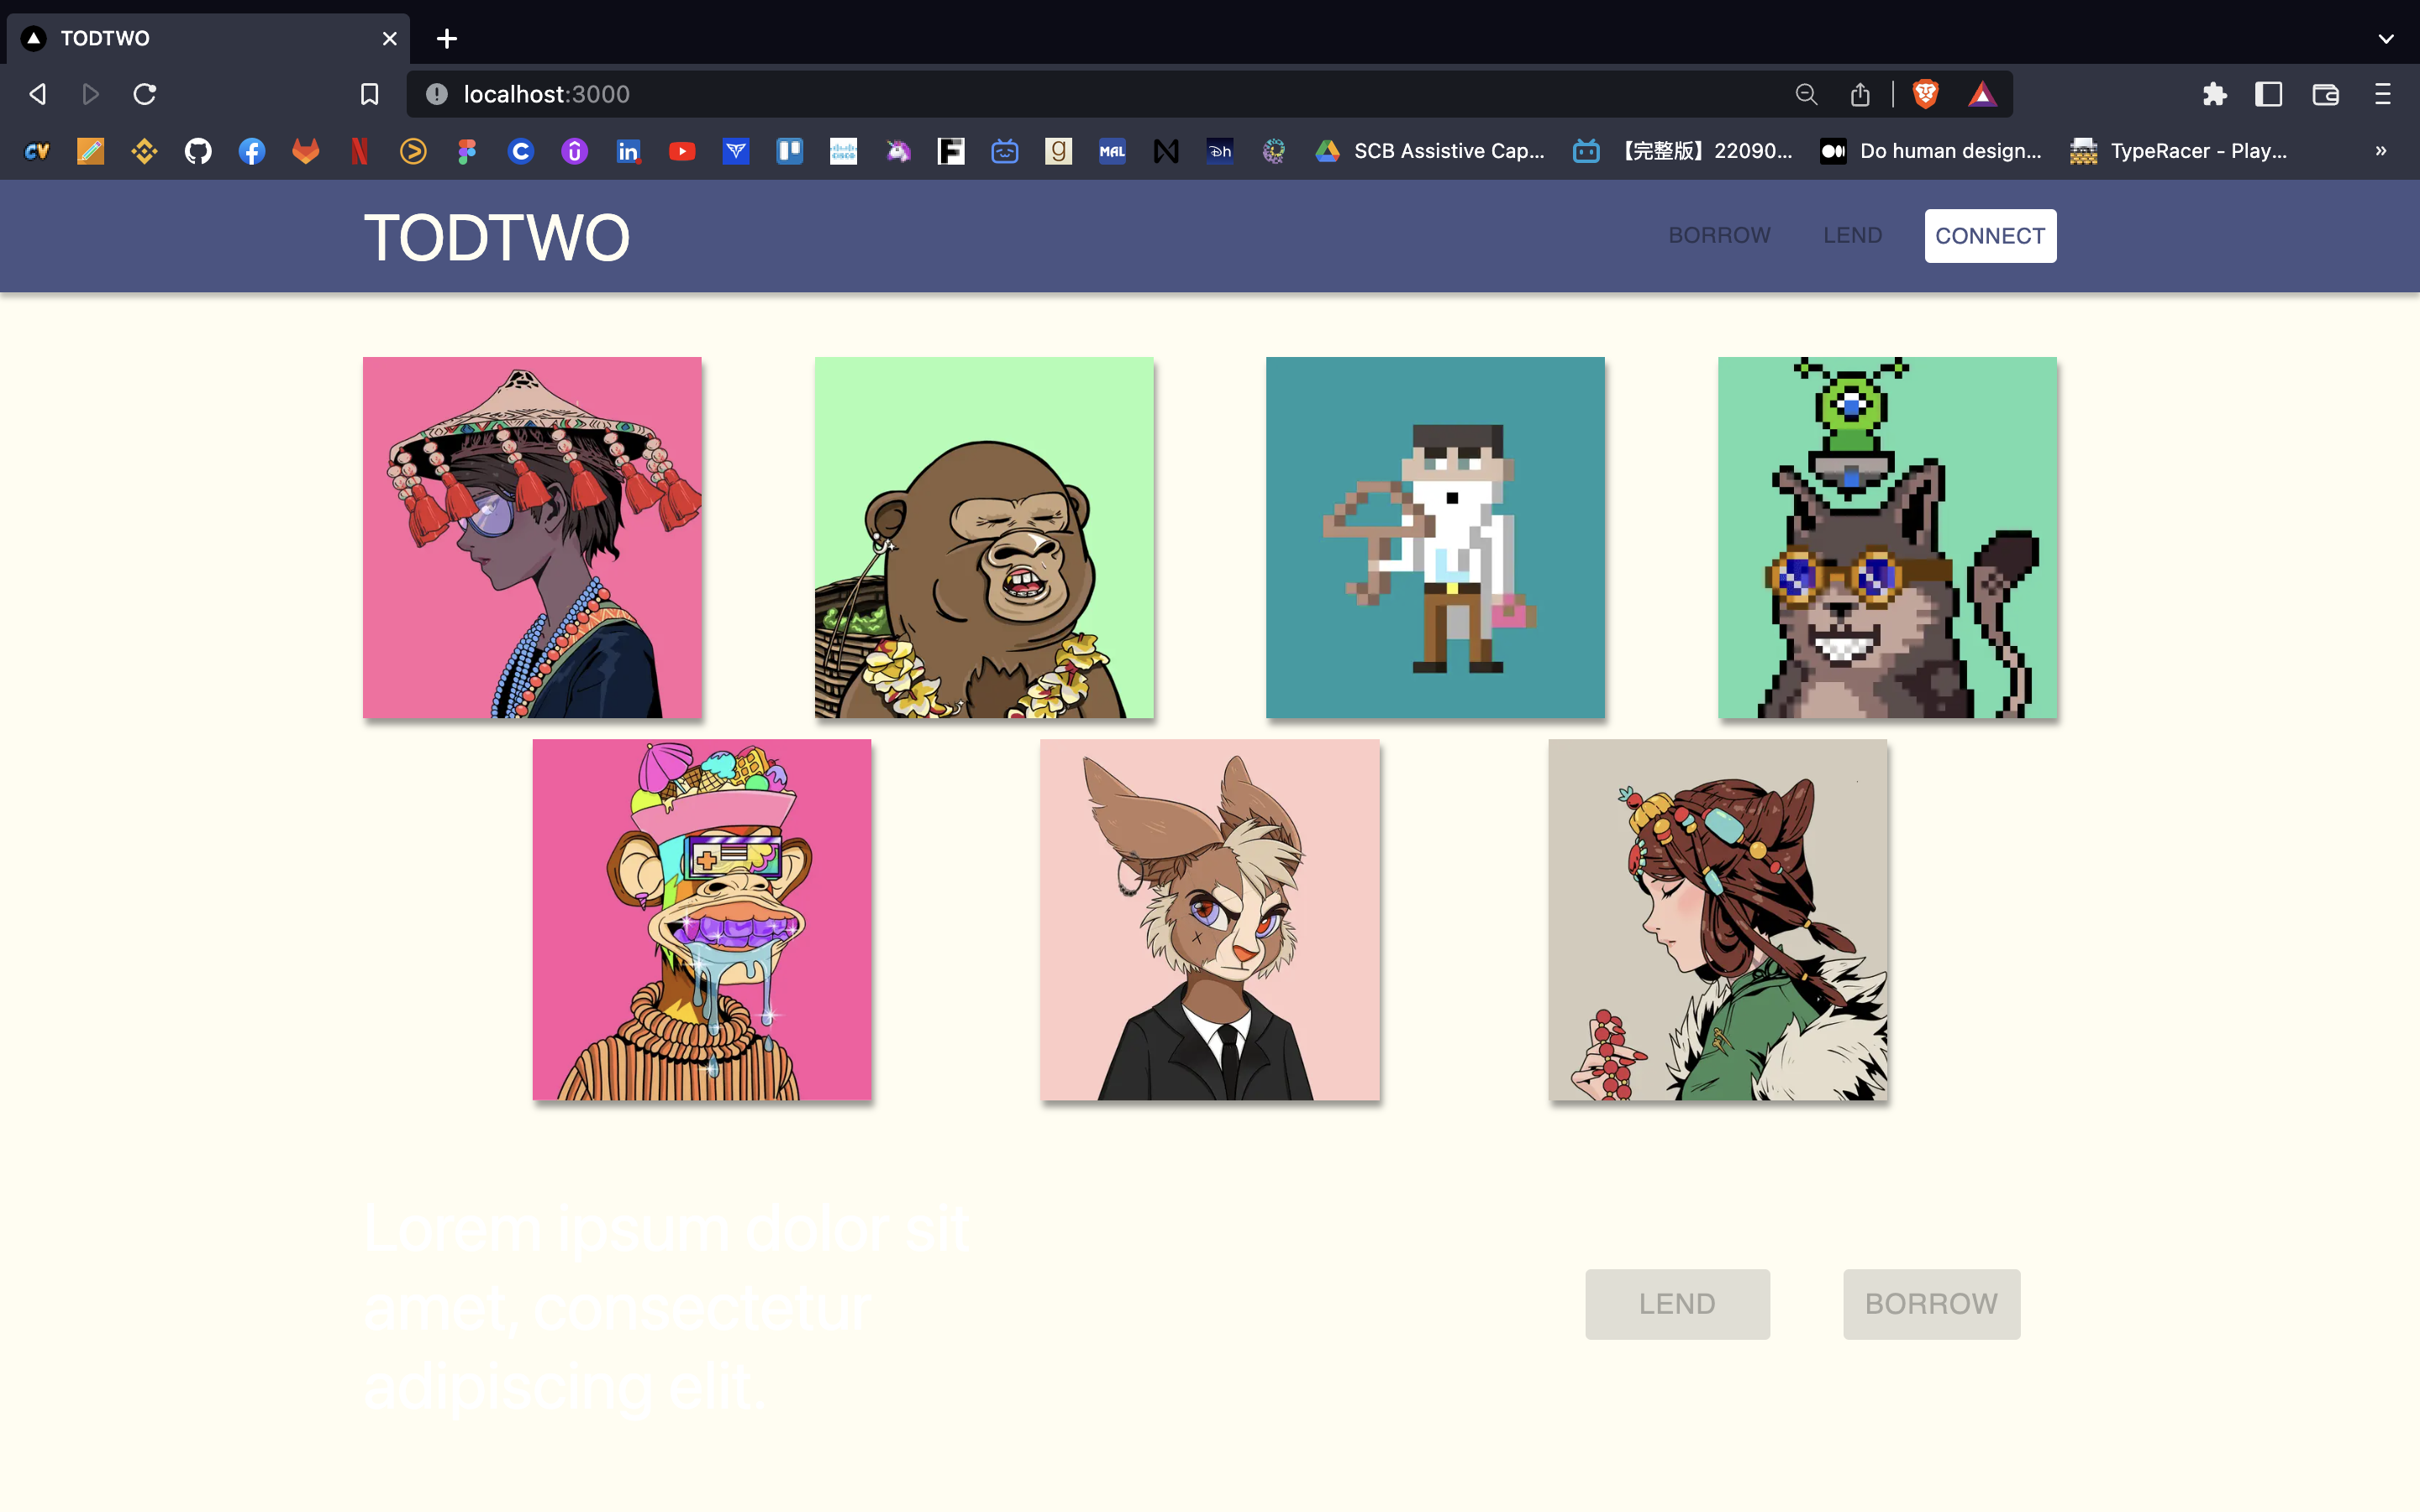 TODTWO
localhost:3000
SCB Assistive Cap...
【完整版】22090...
Do human design...
TypeRacer - Play...
TODTWO
BORROW
LEND
CONNECT
Lorem ipsum dolor sit
amet, consectetur
adipiscing elit.
LEND
BORROW